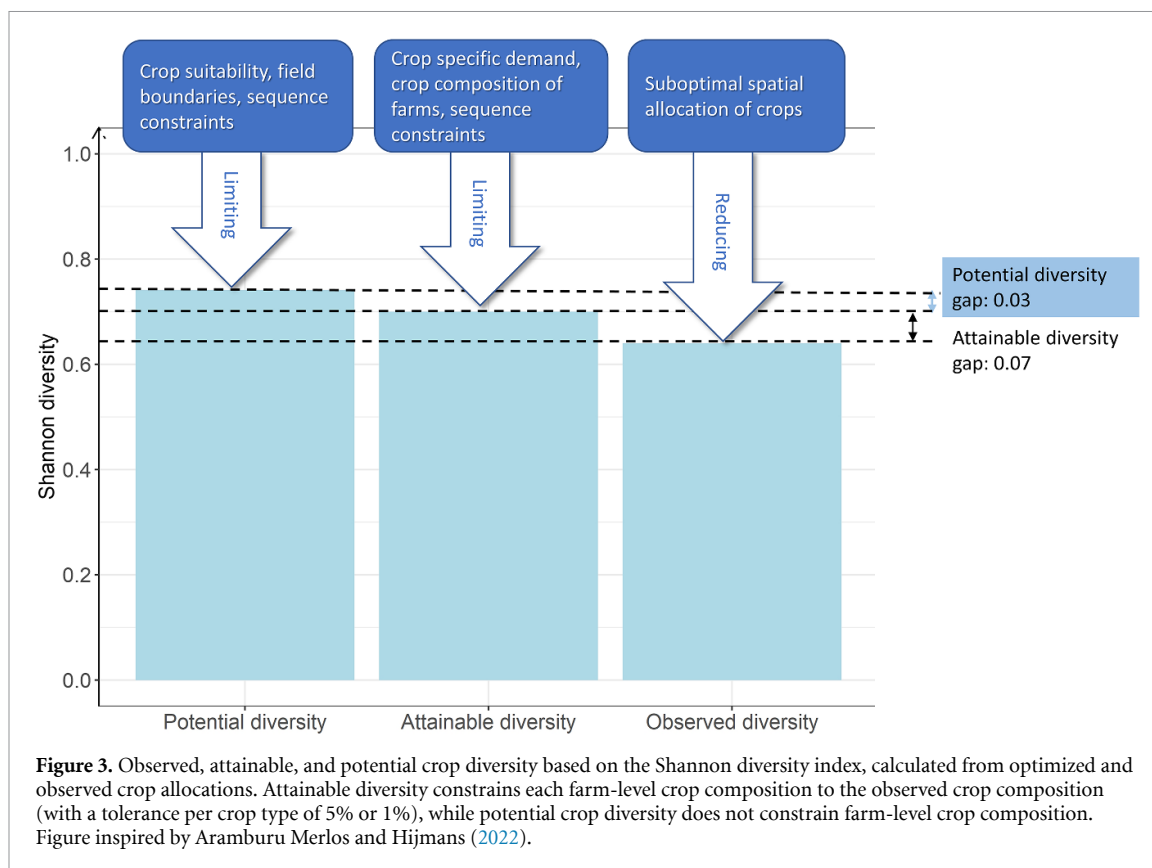 Crop suitability, field
boundaries, sequence
constraints
Crop specific demand,
crop composition of
farms, sequence
constraints
Suboptimal spatial
allocation of crops
Limiting
Limiting
Reducing
Shannon diversity
1.0
0.8
0.6
0.4
0.2
0.0
Potential diversity
gap: 0.03
Attainable diversity
gap: 0.07
Potential diversity
Attainable diversity
Observed diversity
Figure 3. Observed, attainable, and potential crop diversity based on the Shannon diversity index, calculated from optimized and
observed crop allocations. Attainable diversity constrains each farm-level crop composition to the observed crop composition
(with a tolerance per crop type of 5% or 1%), while potential crop diversity does not constrain farm-level crop composition.
Figure inspired by Aramburu Merlos and Hijmans (2022).